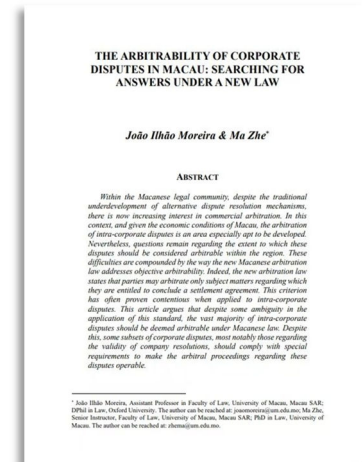 THE ARBITRABILITY OF CORPORATE
DISPUTES IN MACAU: SEARCHING FOR
ANSWERS UNDER A NEW LAW
João Ilhão Moreira & Ma Zhe*
ABSTRACT
Within the Macanese legal community, despite the traditional
underdevelopment of alternative dispute resolution mechanisms,
there is now increasing interest in commercial arbitration. In this
context, and given the economic conditions of Macau, the arbitration
of intra-corporate disputes is an area especially apt to be developed.
Nevertheless, questions remain regarding the extent to which these
disputes should be considered arbitrable within the region. These
difficulties are compounded by the way the new Macanese arbitration
law addresses objective arbitrability. Indeed, the new arbitration law
states that parties may arbitrate only subject matters regarding which
they are entitled to conclude a settlement agreement. This criterion
has often proven contentious when applied to intra-corporate
disputes. This article argues that despite some ambiguity in the
application of this standard, the vast majority of intra-corporate
disputes should be deemed arbitrable under Macanese law. Despite
this, some subsets of corporate disputes, most notably those regarding
the validity of company resolutions, should comply with special
requirements to make the arbitral proceedings regarding these
disputes operable.
* João Ilhão Moreira, Assistant Professor in Faculty of Law, University of Macau, Macau SAR;
DPhil in Law, Oxford University. The author can be reached at: joaomoreira@um.edu.mo; Ma Zhe,
Senior Instructor, Faculty of Law, University of Macau, Macau SAR; PhD in Law, University of
Macau. The author can be reached at: zhema@um.edu.mo.